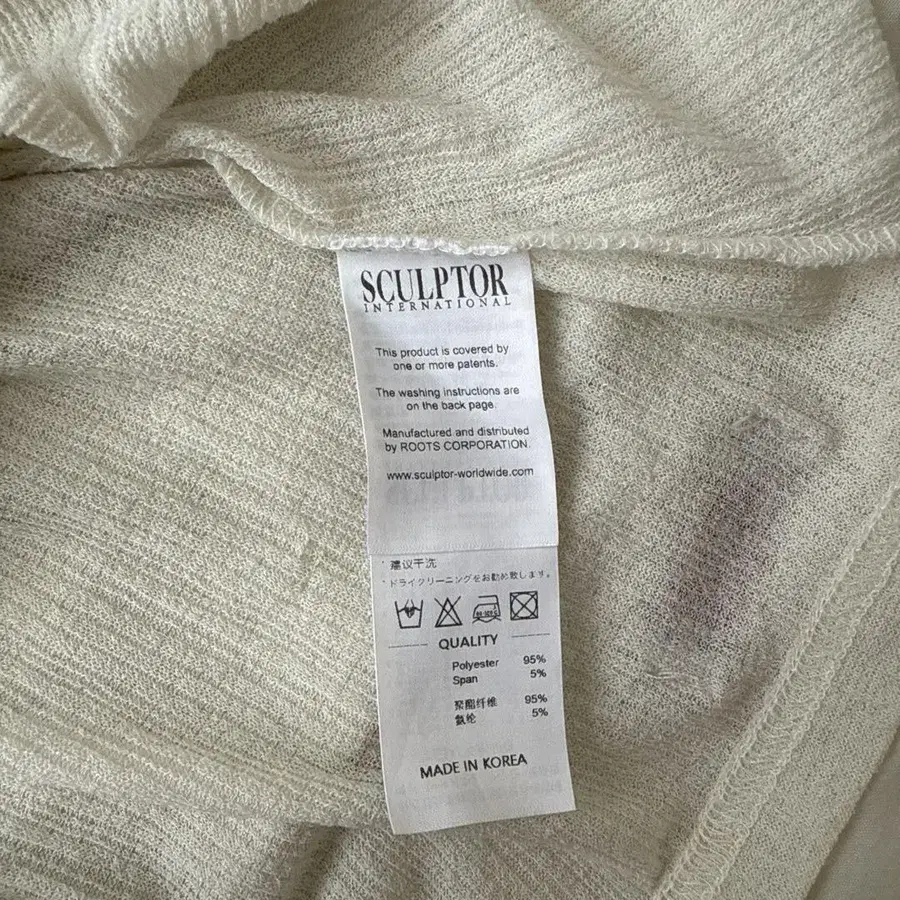 SCULPTOR
INTERNATIONAL
This product is covered by
one or more patents.
The washing instructions are
on the back page.
Manufactured and distributed
by ROOTS CORPORATION.
www.sculptor-worldwide.com
* 建议干洗
* ドライクリーニングをお勧め致します。
QUALITY
Polyester 95%
Span 5%
聚酯纤维 95%
氨纶 5%
MADE IN KOREA